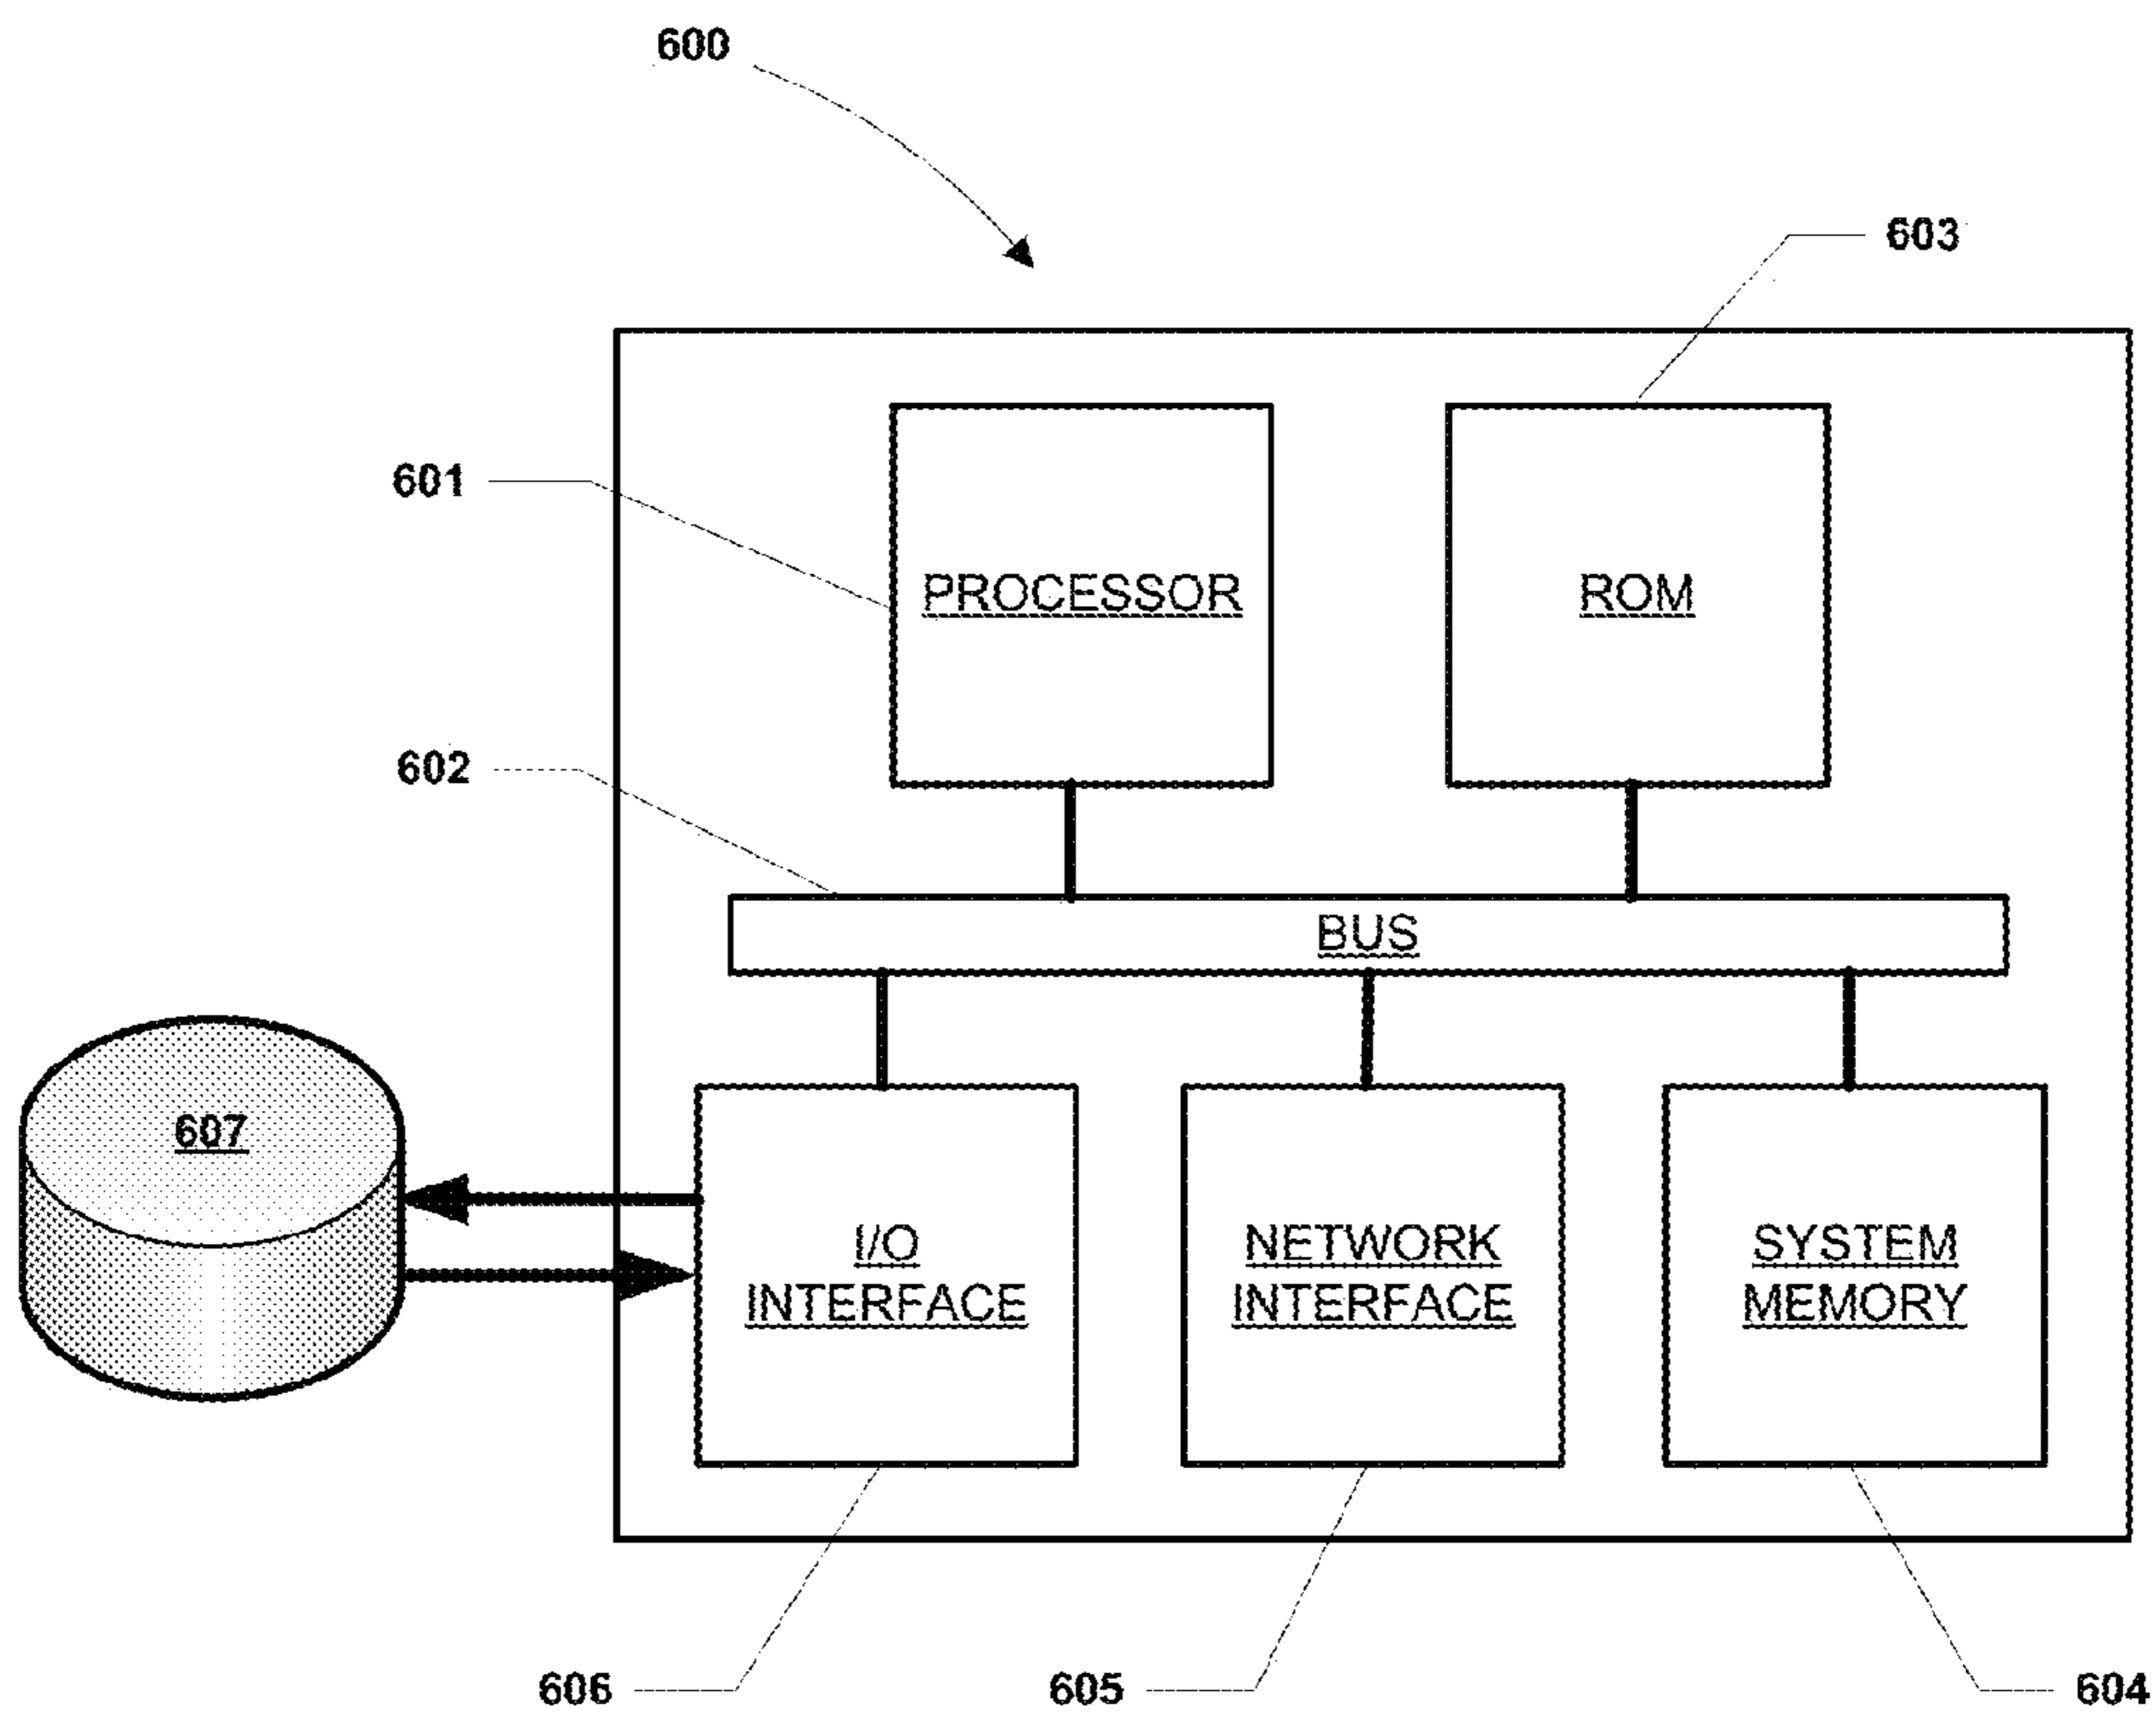 600
603
601
PROCESSOR
ROM
602
BUS
607
I/O
INTERFACE
NETWORK
INTERFACE
SYSTEM
MEMORY
606
605
604